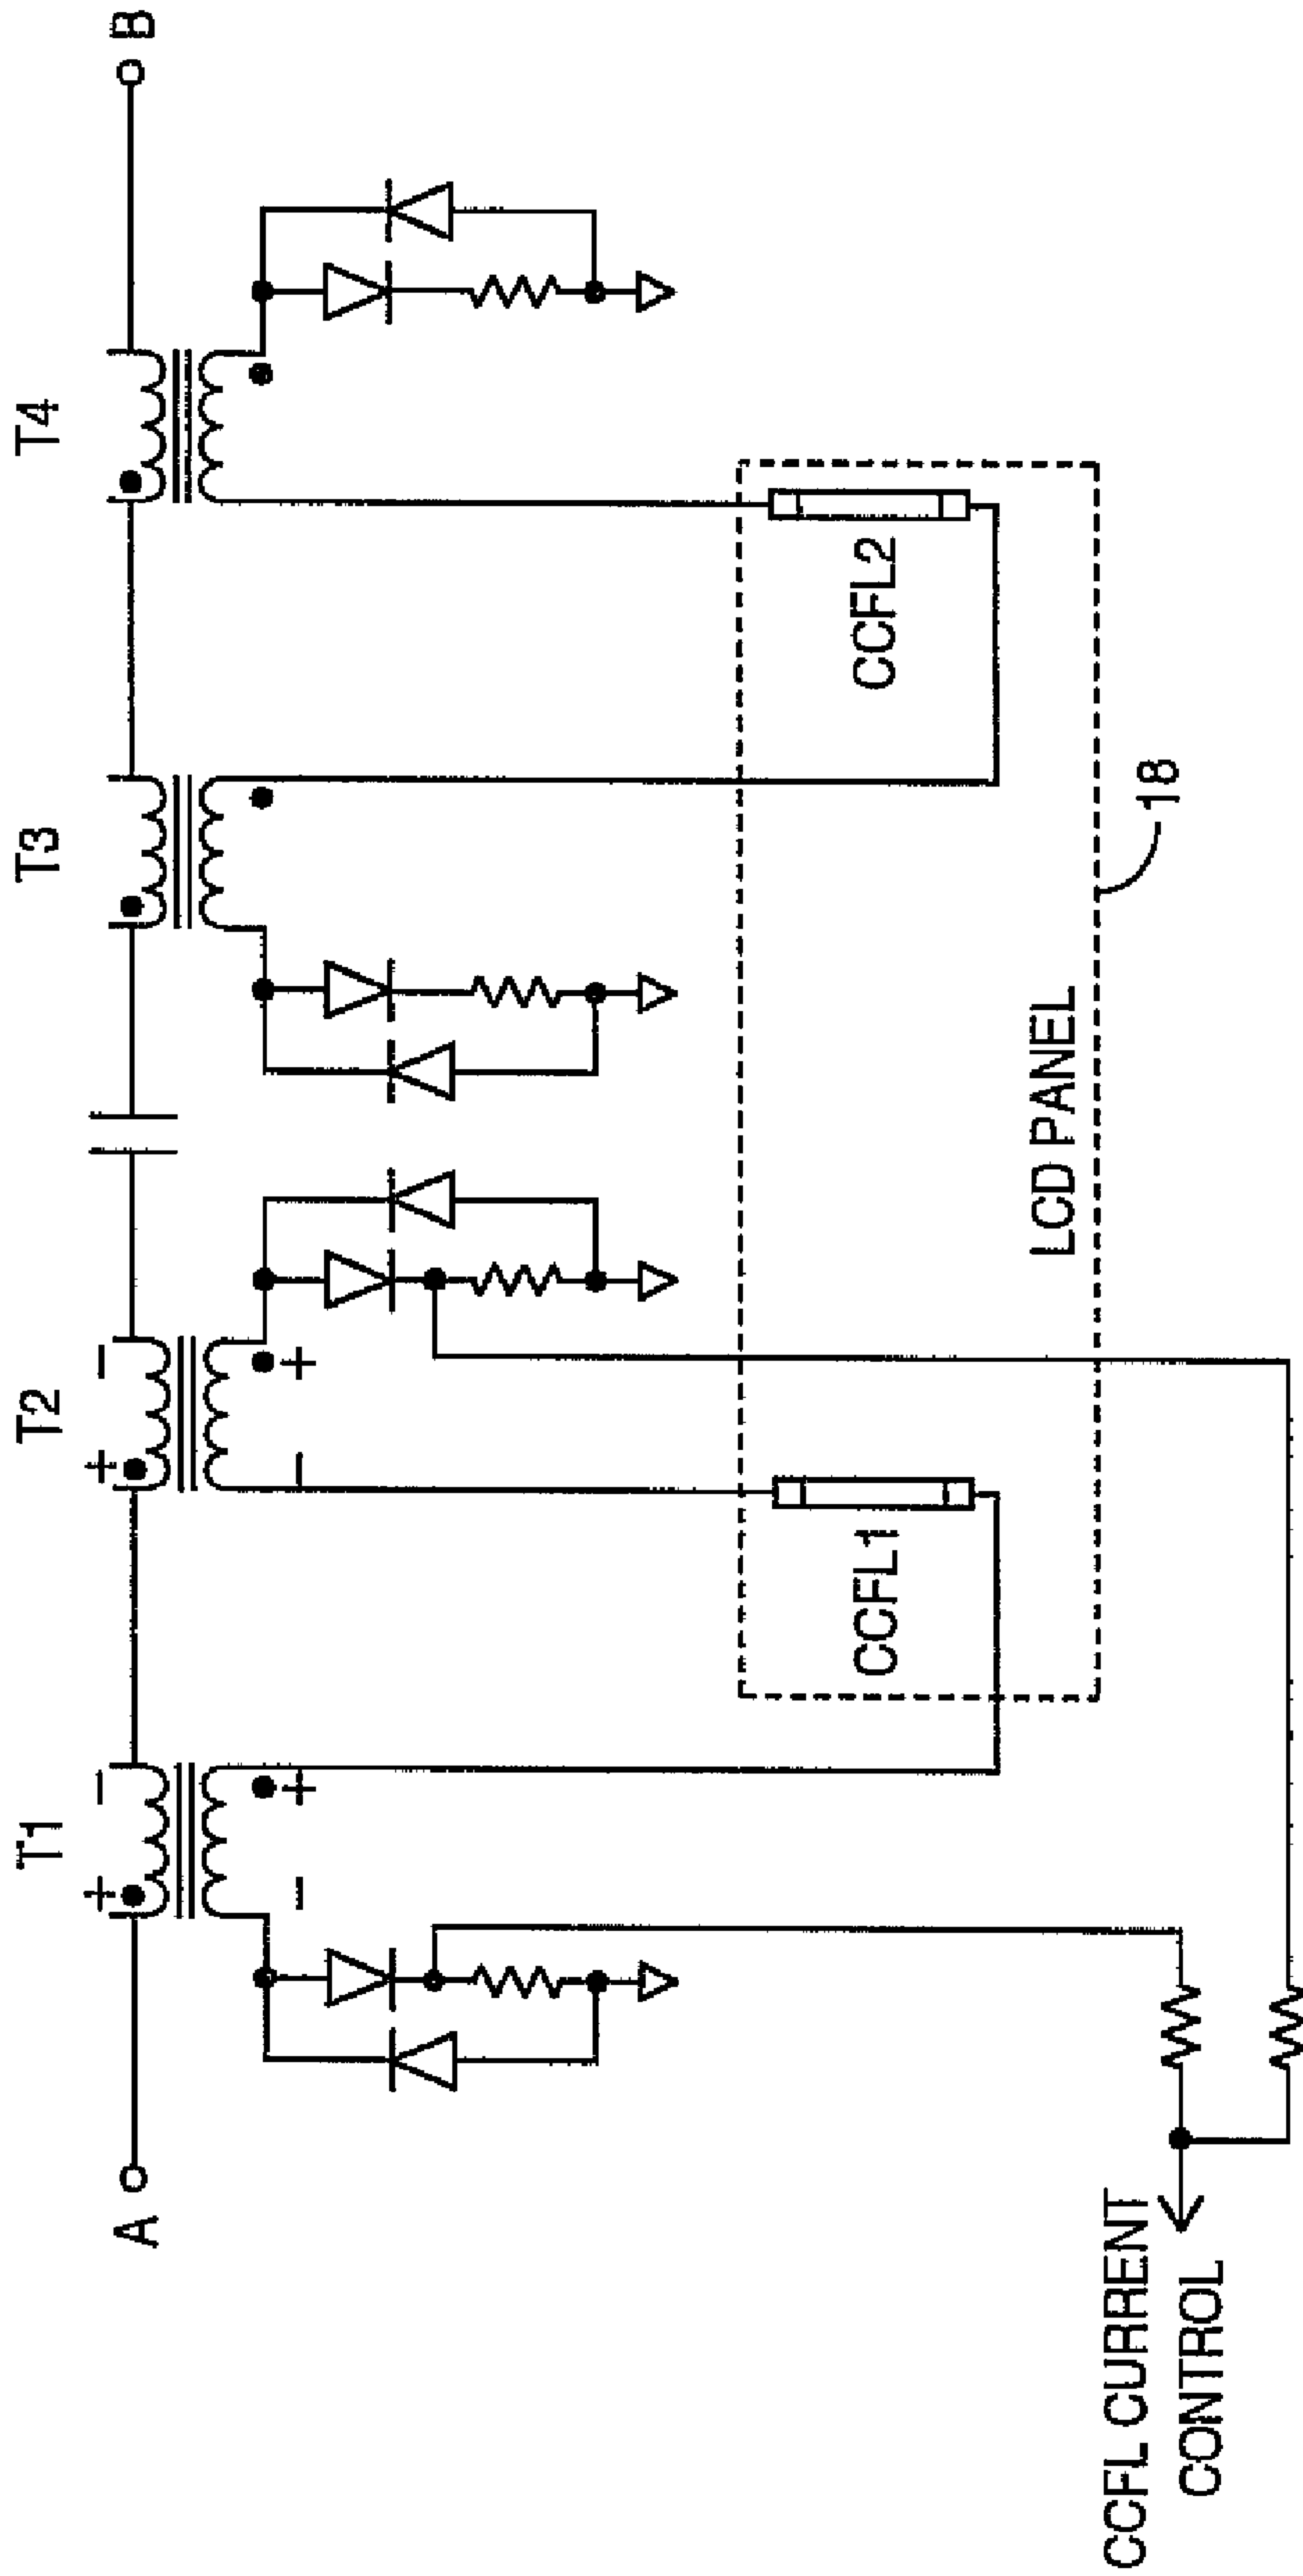 T1
T2
T3
T4
+ − + −
A
B
− + − +
CCFL1
CCFL2
LCD PANEL
18
CCFL CURRENT
CONTROL